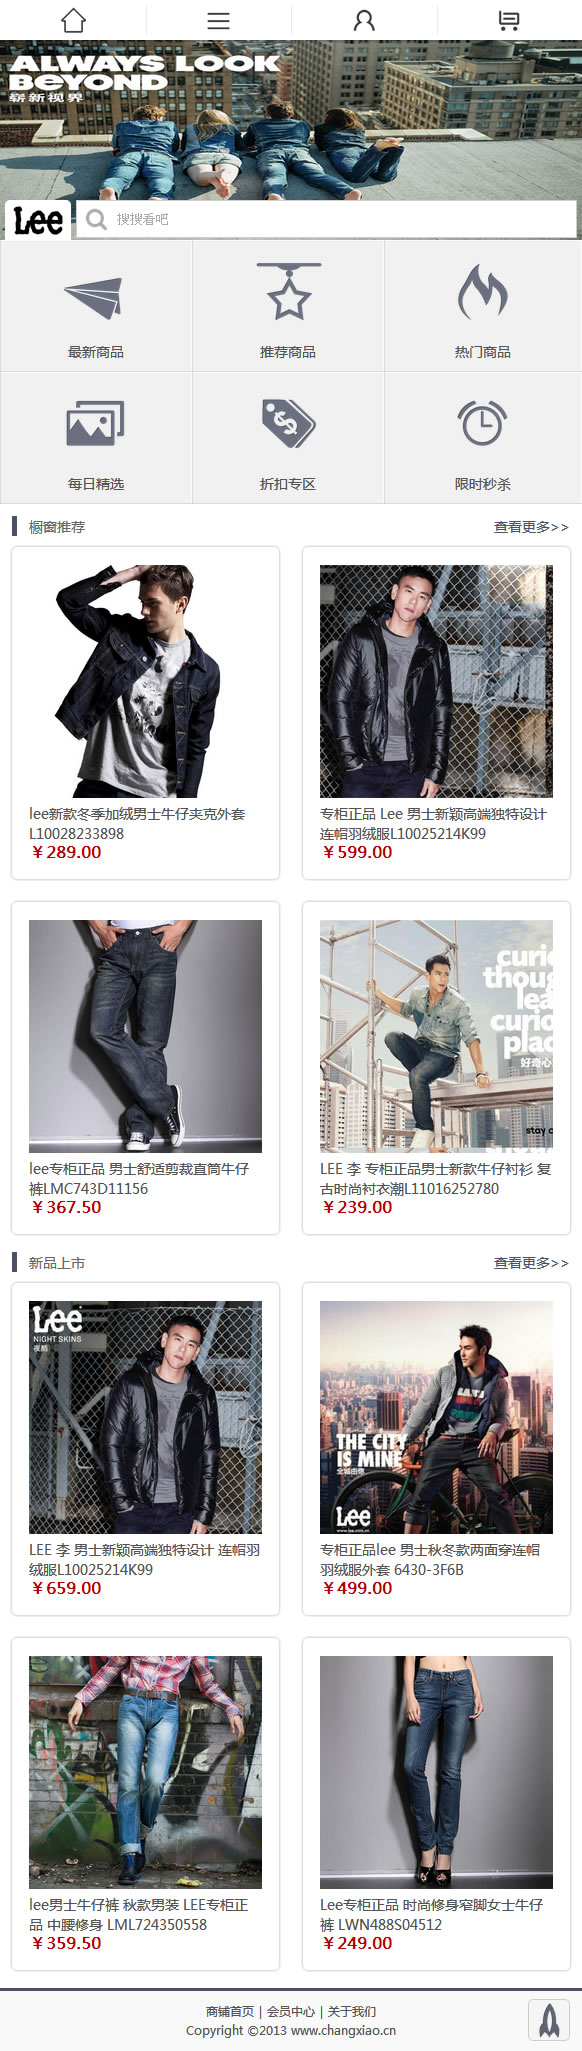 ALWAYS LOOK
BEYOND
崭新视界
Lee
搜搜看吧
最新商品
推荐商品
热门商品
每日精选
折扣专区
限时秒杀
橱窗推荐
查看更多>>
lee新款冬季加绒男士牛仔夹克外套
L10028233898
￥289.00
专柜正品 Lee 男士新颖高端独特设计
连帽羽绒服L10025214K99
￥599.00
lee专柜正品 男士舒适剪裁直筒牛仔
裤LMC743D11156
￥367.50
curio
thoug
lea
curio
plac
好奇心
stay c
LEE 李 专柜正品男士新款牛仔衬衫 复
古时尚衬衣潮L11016252780
￥239.00
新品上市
查看更多>>
Lee
NIGHT SKINS
夜酷
LEE 李 男士新颖高端独特设计 连帽羽
绒服L10025214K99
￥659.00
THE CITY
IS MINE
全城由你
Lee
www.lee.com.cn
专柜正品lee 男士秋冬款两面穿连帽
羽绒服外套 6430-3F6B
￥499.00
lee男士牛仔裤 秋款男装 LEE专柜正
品 中腰修身 LML724350558
￥359.50
Lee专柜正品 时尚修身窄脚女士牛仔
裤 LWN488S04512
￥249.00
商铺首页 | 会员中心 | 关于我们
Copyright ©2013 www.changxiao.cn